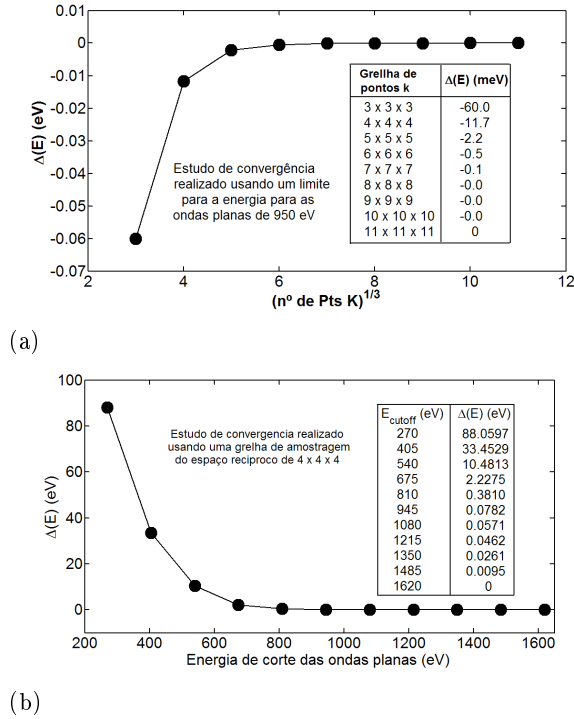 0.01
0
-0.01
-0.02
-0.03
-0.04
-0.05
-0.06
-0.07
Δ(E) (eV)
Estudo de convergência
realizado usando um limite
para a energia para as
ondas planas de 950 eV
Grelha de pontos k Δ(E) (meV)
3 x 3 x 3 -60.0
4 x 4 x 4 -11.7
5 x 5 x 5 -2.2
6 x 6 x 6 -0.5
7 x 7 x 7 -0.1
8 x 8 x 8 -0.0
9 x 9 x 9 -0.0
10 x 10 x 10 -0.0
11 x 11 x 11 0
2 4 6 8 10 12
(nº de Pts K)^1/3
(a)
100
80
60
40
20
0
Δ(E) (eV)
Estudo de convergencia realizado
usando uma grelha de amostragem
do espaço reciproco de 4 x 4 x 4
E_cutoff (eV) Δ(E) (eV)
270 88.0597
405 33.4529
540 10.4813
675 2.2275
810 0.3810
945 0.0782
1080 0.0571
1215 0.0462
1350 0.0261
1485 0.0095
1620 0
200 400 600 800 1000 1200 1400 1600
Energia de corte das ondas planas (eV)
(b)